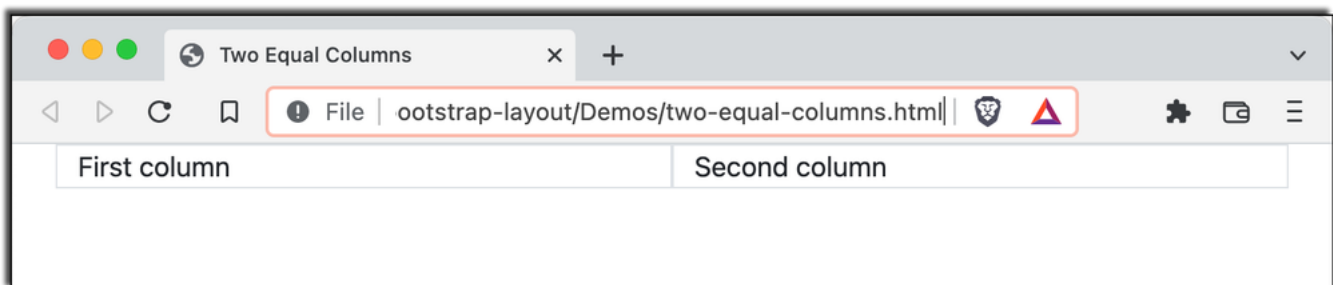 Two Equal Columns
File ootstrap-layout/Demos/two-equal-columns.html
First column Second column